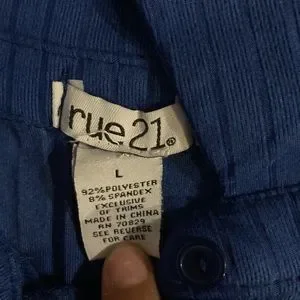 rue 21®
L
92%POLYESTER
8% SPANDEX
EXCLUSIVE
OF TRIMS
MADE IN CHINA
RN 70829
SEE REVERSE
FOR CARE